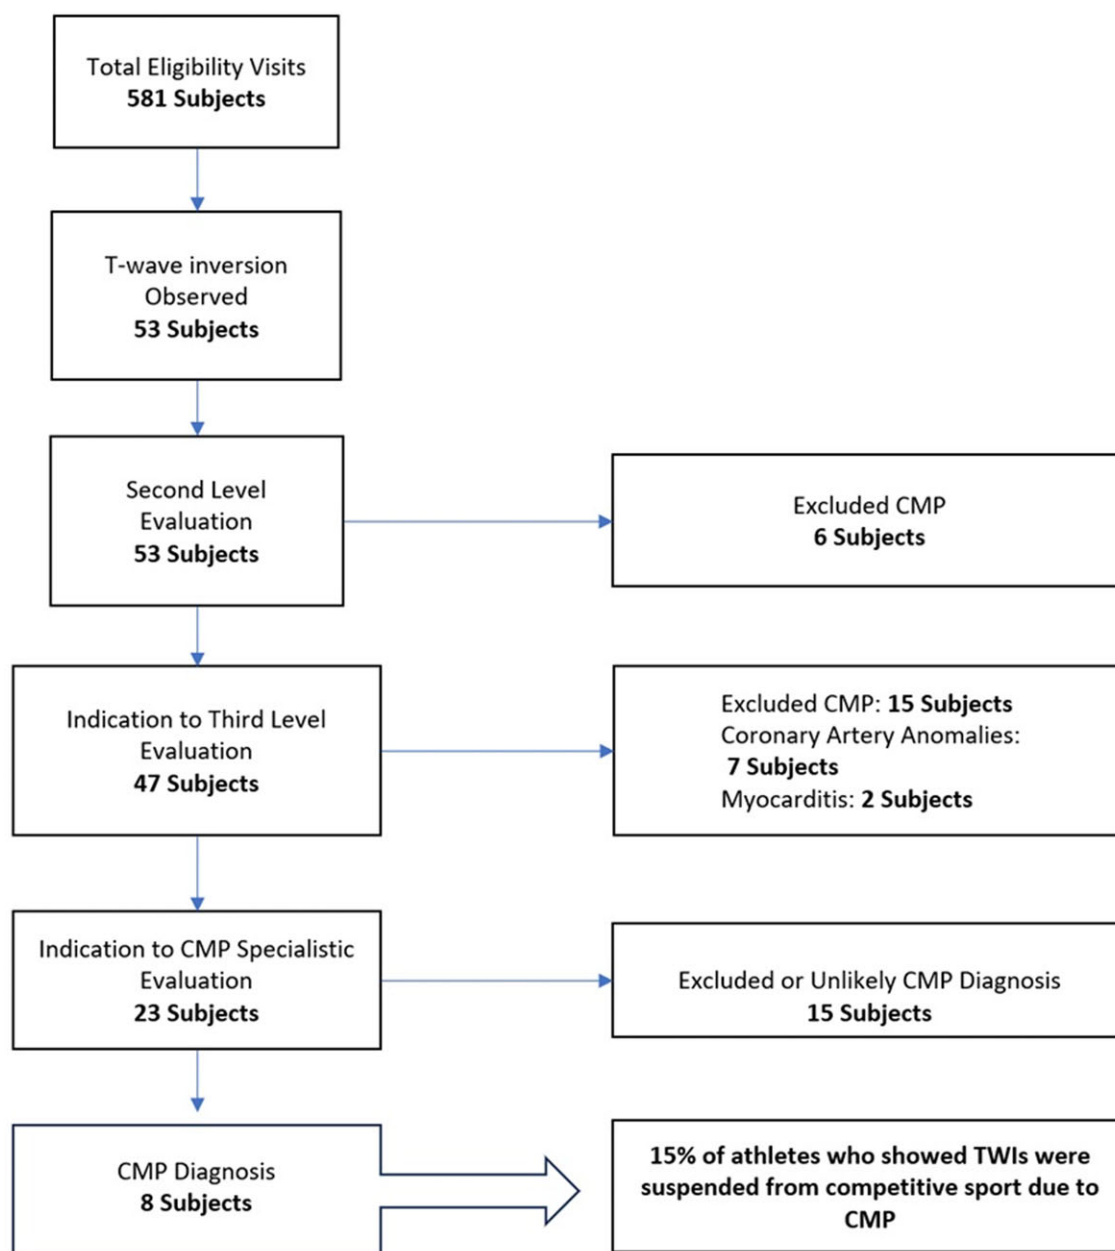 Total Eligibility Visits
581 Subjects
T-wave inversion
Observed
53 Subjects
Second Level
Evaluation
53 Subjects
Excluded CMP
6 Subjects
Indication to Third Level
Evaluation
47 Subjects
Excluded CMP: 15 Subjects
Coronary Artery Anomalies:
7 Subjects
Myocarditis: 2 Subjects
Indication to CMP Specialistic
Evaluation
23 Subjects
Excluded or Unlikely CMP Diagnosis
15 Subjects
CMP Diagnosis
8 Subjects
15% of athletes who showed TWIs were
suspended from competitive sport due to
CMP